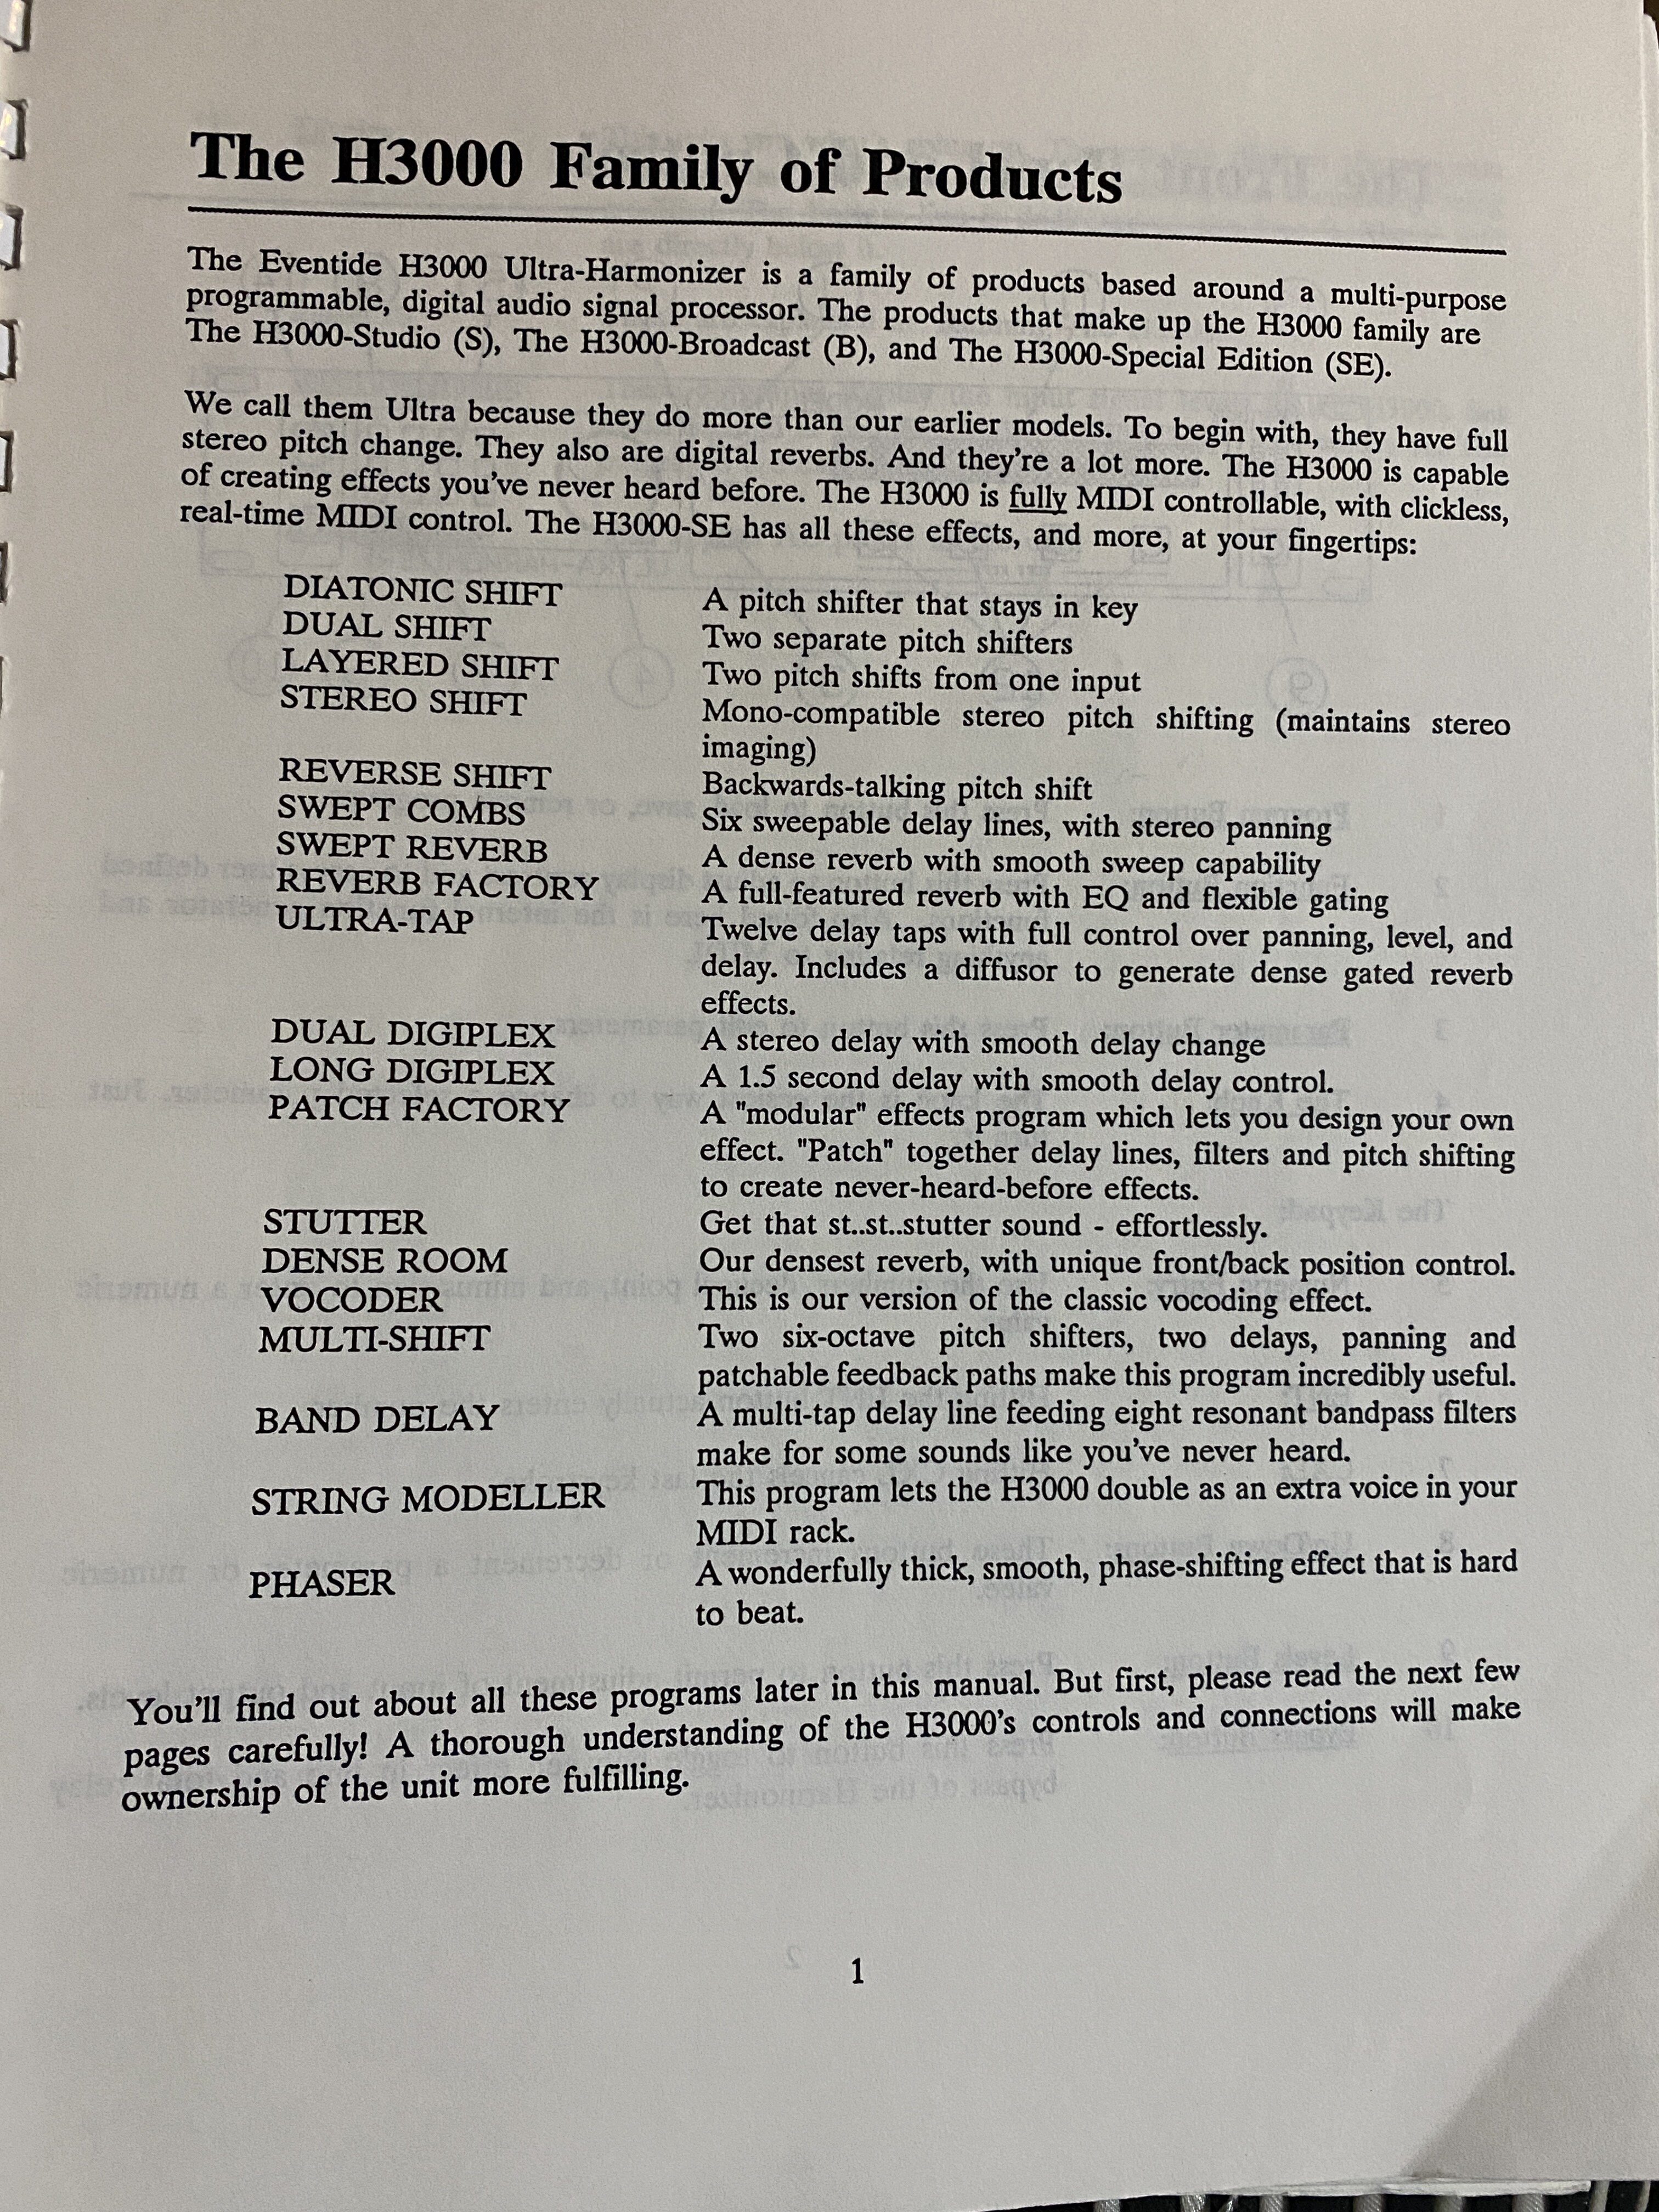 The H3000 Family of Products
The Eventide H3000 Ultra-Harmonizer is a family of products based around a multi-purpose
programmable, digital audio signal processor. The products that make up the H3000 family are
The H3000-Studio (S), The H3000-Broadcast (B), and The H3000-Special Edition (SE).
We call them Ultra because they do more than our earlier models. To begin with, they have full
stereo pitch change. They also are digital reverbs. And they're a lot more. The H3000 is capable
of creating effects you've never heard before. The H3000 is fully MIDI controllable, with clickless,
real-time MIDI control. The H3000-SE has all these effects, and more, at your fingertips:
DIATONIC SHIFT A pitch shifter that stays in key
DUAL SHIFT Two separate pitch shifters
LAYERED SHIFT Two pitch shifts from one input
STEREO SHIFT Mono-compatible stereo pitch shifting (maintains stereo
imaging)
REVERSE SHIFT Backwards-talking pitch shift
SWEPT COMBS Six sweepable delay lines, with stereo panning
SWEPT REVERB A dense reverb with smooth sweep capability
REVERB FACTORY A full-featured reverb with EQ and flexible gating
ULTRA-TAP Twelve delay taps with full control over panning, level, and
delay. Includes a diffusor to generate dense gated reverb
effects.
DUAL DIGIPLEX A stereo delay with smooth delay change
LONG DIGIPLEX A 1.5 second delay with smooth delay control.
PATCH FACTORY A "modular" effects program which lets you design your own
effect. "Patch" together delay lines, filters and pitch shifting
to create never-heard-before effects.
STUTTER Get that st..st..stutter sound - effortlessly.
DENSE ROOM Our densest reverb, with unique front/back position control.
VOCODER This is our version of the classic vocoding effect.
MULTI-SHIFT Two six-octave pitch shifters, two delays, panning and
patchable feedback paths make this program incredibly useful.
BAND DELAY A multi-tap delay line feeding eight resonant bandpass filters
make for some sounds like you've never heard.
STRING MODELLER This program lets the H3000 double as an extra voice in your
MIDI rack.
PHASER A wonderfully thick, smooth, phase-shifting effect that is hard
to beat.
You'll find out about all these programs later in this manual. But first, please read the next few
pages carefully! A thorough understanding of the H3000's controls and connections will make
ownership of the unit more fulfilling.
1